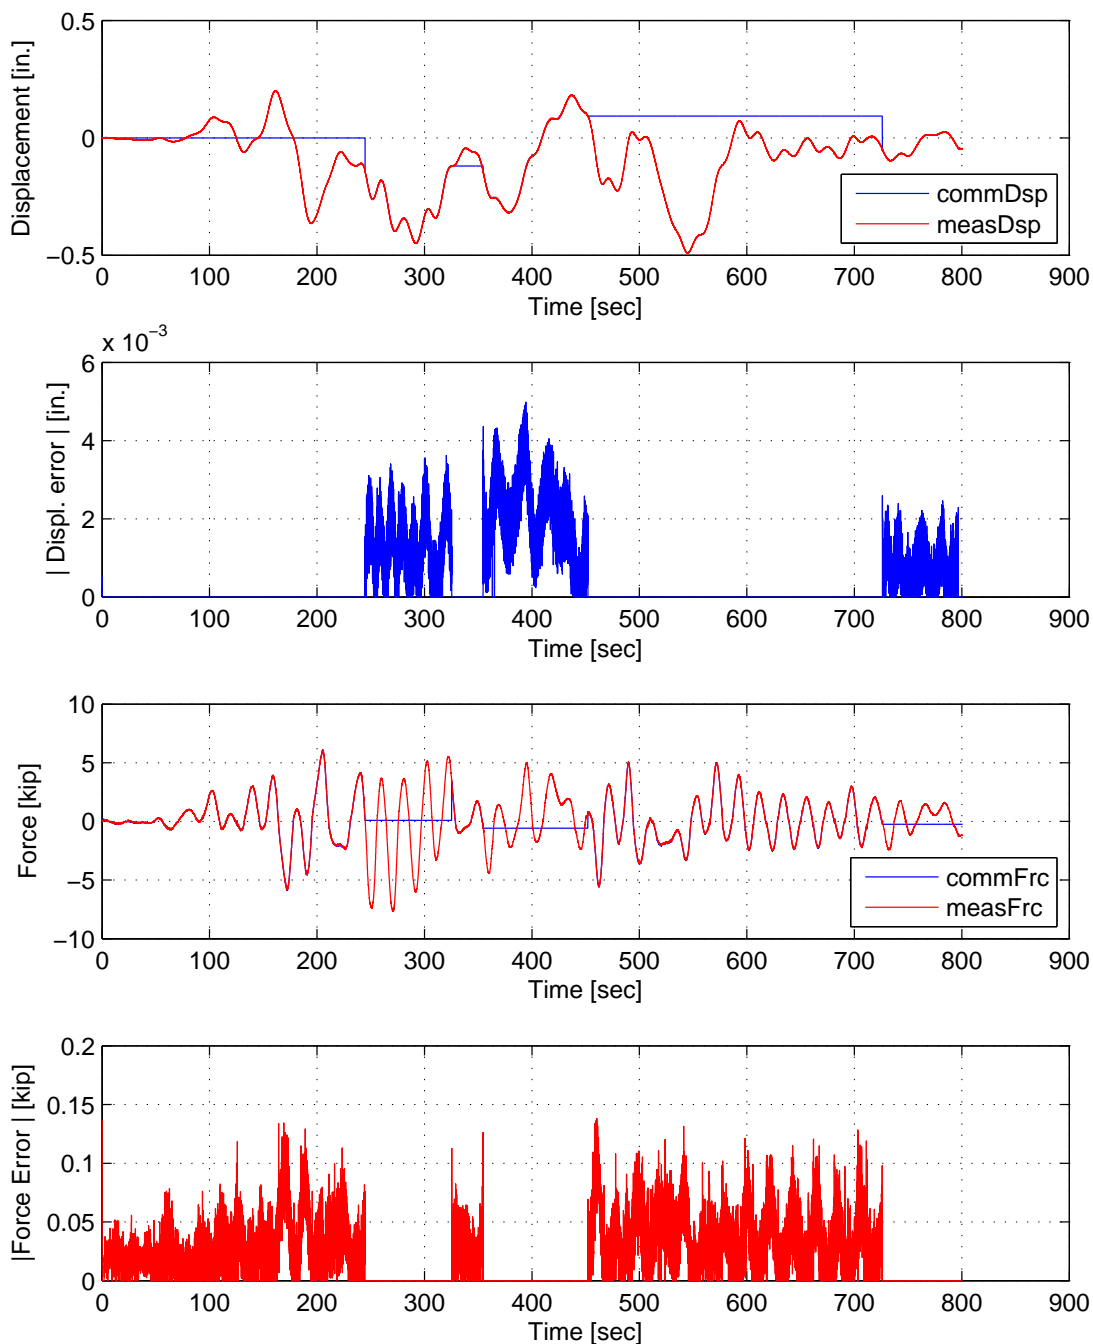 0.5
0
−0.5
Displacement [in.]
commDsp
measDsp
0 100 200 300 400 500 600 700 800 900
Time [sec]
x 10−3
6
4
2
0
| Displ. error | [in.]
0 100 200 300 400 500 600 700 800 900
Time [sec]
10
5
0
−5
−10
Force [kip]
commFrc
measFrc
0 100 200 300 400 500 600 700 800 900
Time [sec]
0.2
0.15
0.1
0.05
0
|Force Error | [kip]
0 100 200 300 400 500 600 700 800 900
Time [sec]